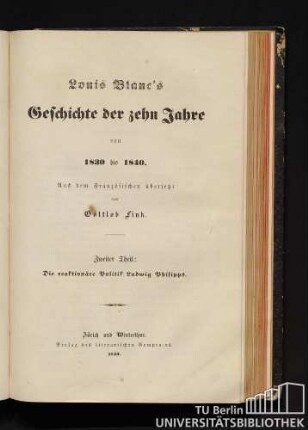 Louis Blanc's
Geschichte der zehn Jahre
von
1830 bis 1840.
Aus dem Französischen übersetzt
von
Gottlob Fink.
Zweiter Theil:
Die reaktionäre Politik Ludwig Philipps.
Zürich und Winterthur.
Verlag des literarischen Comptoirs.
TU Berlin
UNIVERSITÄTSBIBLIOTHEK